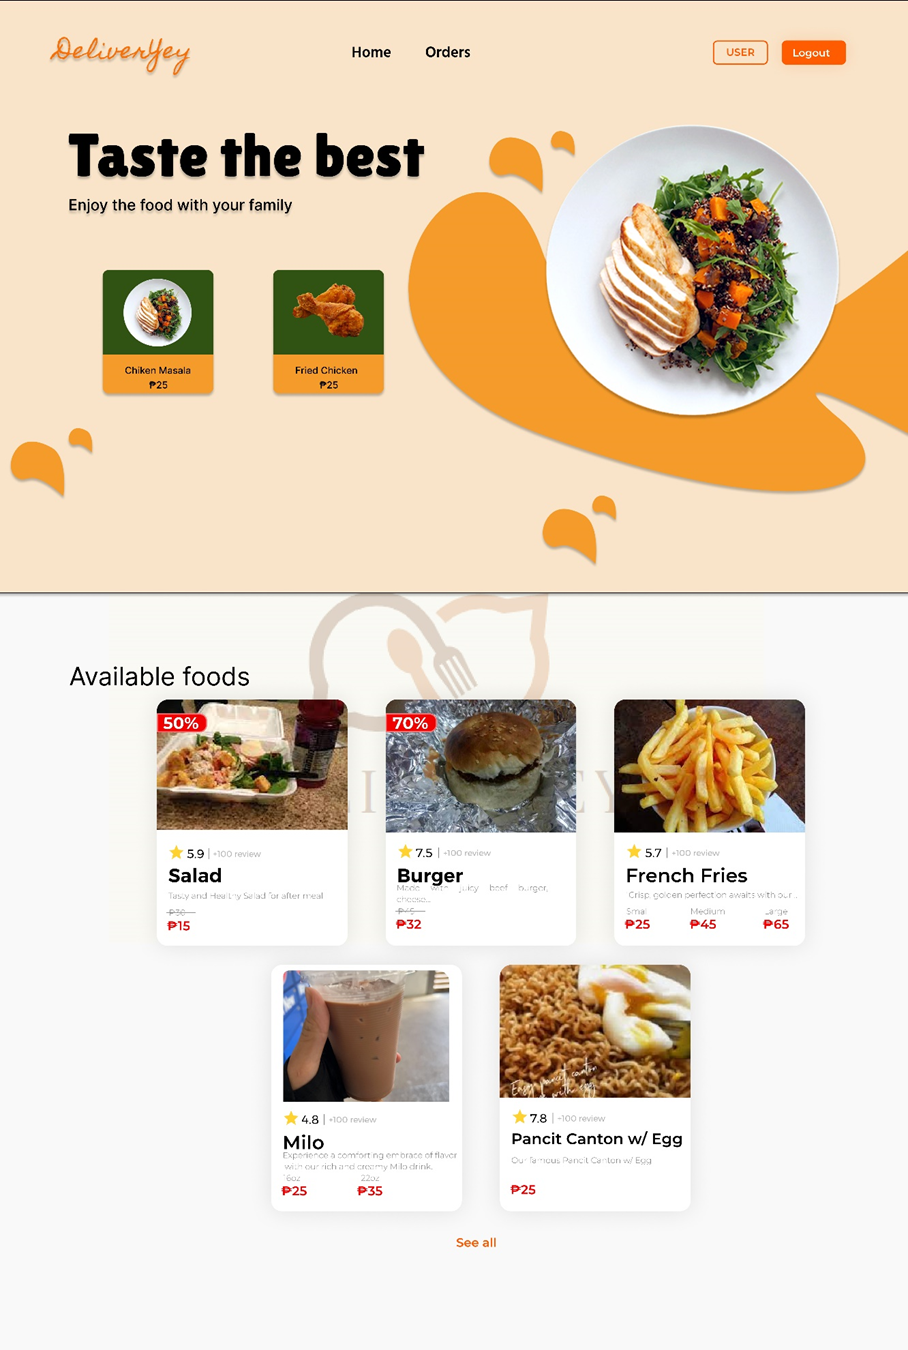 DeliverYey
Home Orders
USER Logout
Taste the best
Enjoy the food with your family
Chiken Masala
₱25
Fried Chicken
₱25
Available foods
50%
5.9 | +100 review
Salad
Tasty and Healthy Salad for after meal
₱30
₱15
70%
7.5 | +100 review
Burger
Made with juicy beef burger,
cheese...
₱32
5.7 | +100 review
French Fries
Crisp, golden perfection awaits with our...
Small Medium Large
₱25 ₱45 ₱65
4.8 | +100 review
Milo
Experience a comforting embrace of flavor
with our rich and creamy Milo drink.
16oz 22oz
₱25 ₱35
Easy pancit canton
with egg
7.8 | +100 review
Pancit Canton w/ Egg
Our famous Pancit Canton w/ Egg
₱25
See all